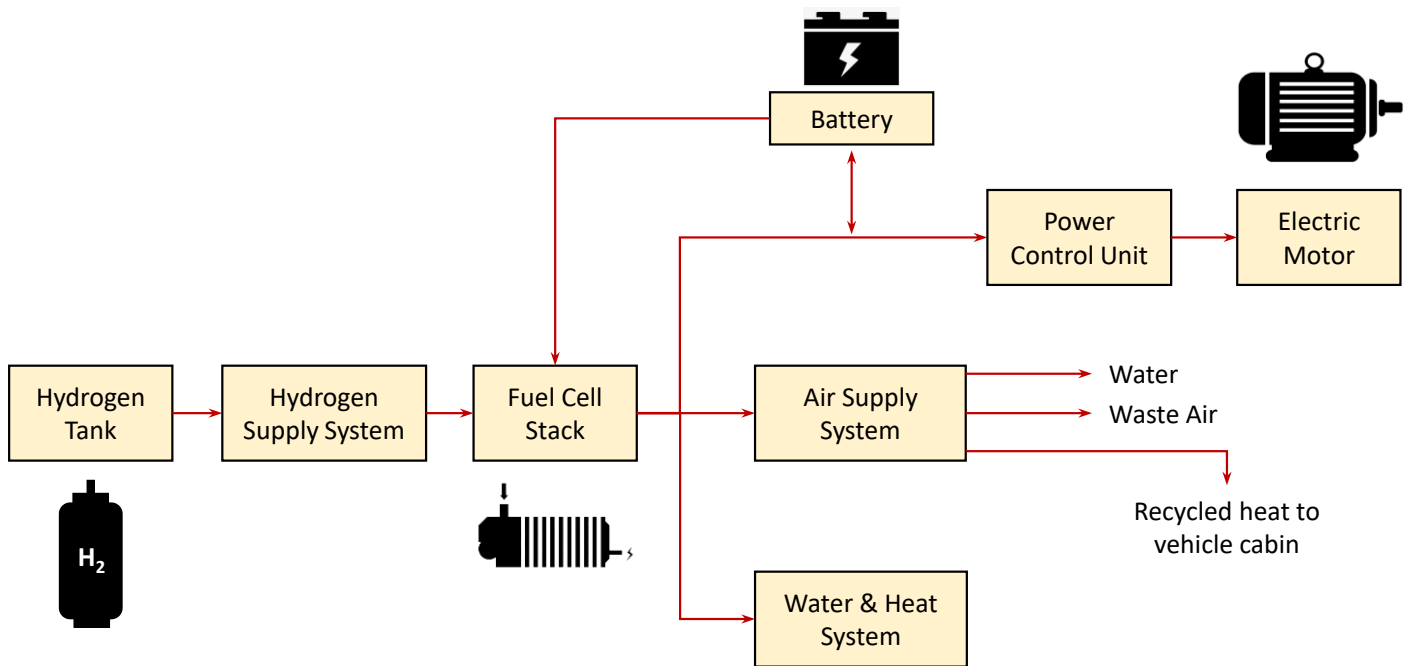 Battery
Power
Control Unit
Electric
Motor
Hydrogen
Tank
Hydrogen
Supply System
Fuel Cell
Stack
Air Supply
System
Water
Waste Air
Recycled heat to
vehicle cabin
H₂
Water & Heat
System